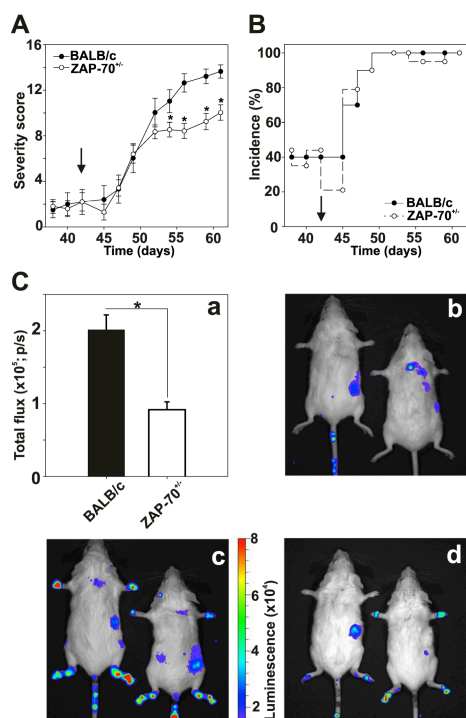 A
BALB/c
ZAP-70+/-
Severity score
16
12
8
4
0
* * * *
40 45 50 55 60
Time (days)
B
Incidence (%)
100
80
60
40
20
0
BALB/c
ZAP-70+/-
40 45 50 55 60
Time (days)
C
a
*
Total flux (x10⁵; p/s)
2
1
0
BALB/c
ZAP-70+/-
b
c
8
6
4
2
Luminescence (x10⁴)
d